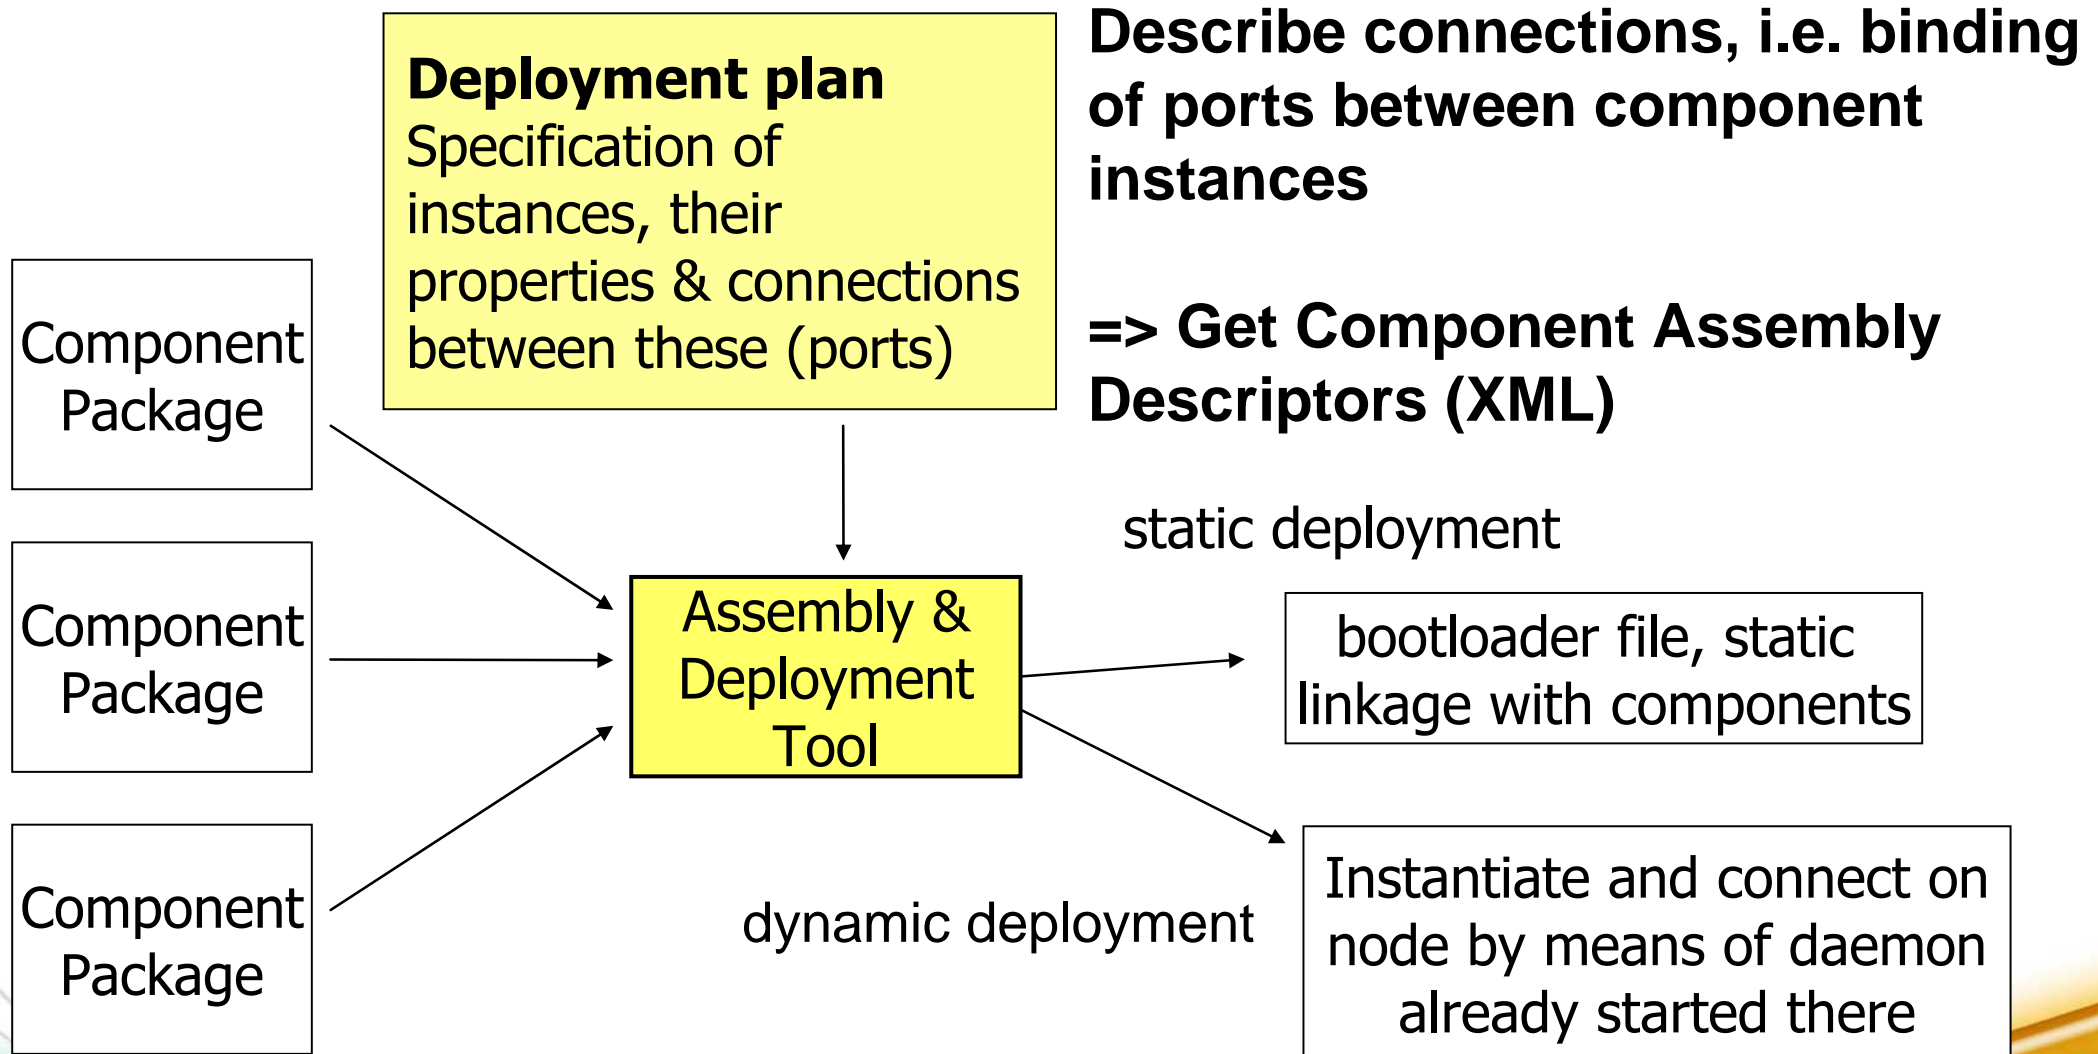 Deployment plan
Specification of
instances, their
properties & connections
between these (ports)
Describe connections, i.e. binding
of ports between component
instances
=> Get Component Assembly
Descriptors (XML)
Component
Package
Component
Package
Component
Package
Assembly &
Deployment
Tool
static deployment
bootloader file, static
linkage with components
dynamic deployment
Instantiate and connect on
node by means of daemon
already started there